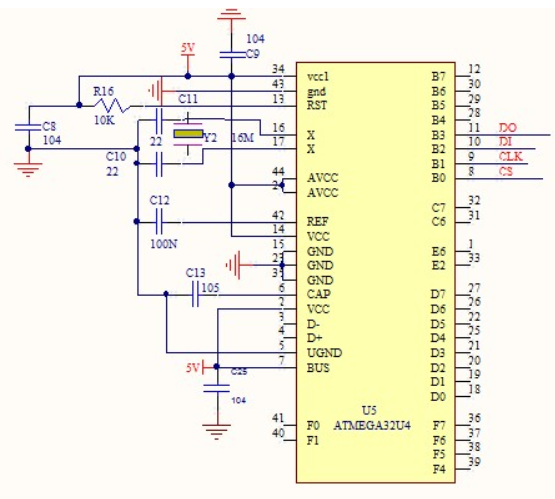 104
C9
5V
34 vcc1 B7 12
43 gnd B6 30
R16 13 RST B5 29
10K B4 28
C11
C8 104
16 X B3 11 DO
22 Y2 16M
17 X B2 10 DI
C10 22
B1 9 CLK
44 AVCC B0 8 CS
AVCC
C7 32
C12
42 REF C6 31
100N
14 VCC
15 GND E6 1
GND E2 33
GND
C13 105
6 CAP D7 27
2 VCC D6 26
3 D- D5 22
4 D+ D4 25
5 UGND D3 21
5V 7 BUS D2 20
C25 D1 19
104 D0 18
U5
ATMEGA32U4
41 F0 F7 36
40 F1 F6 37
F5 38
F4 39